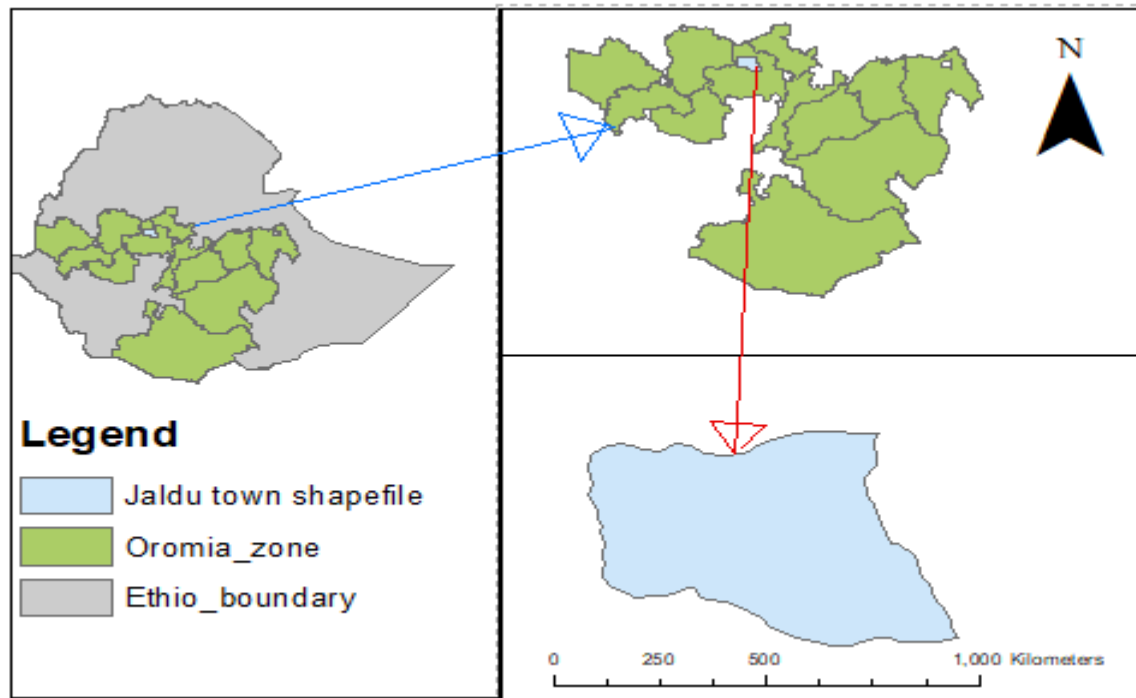 N
Legend
Jaldu town shapefile
Oromia_zone
Ethio_boundary
0 250 500 1,000 Kilometers